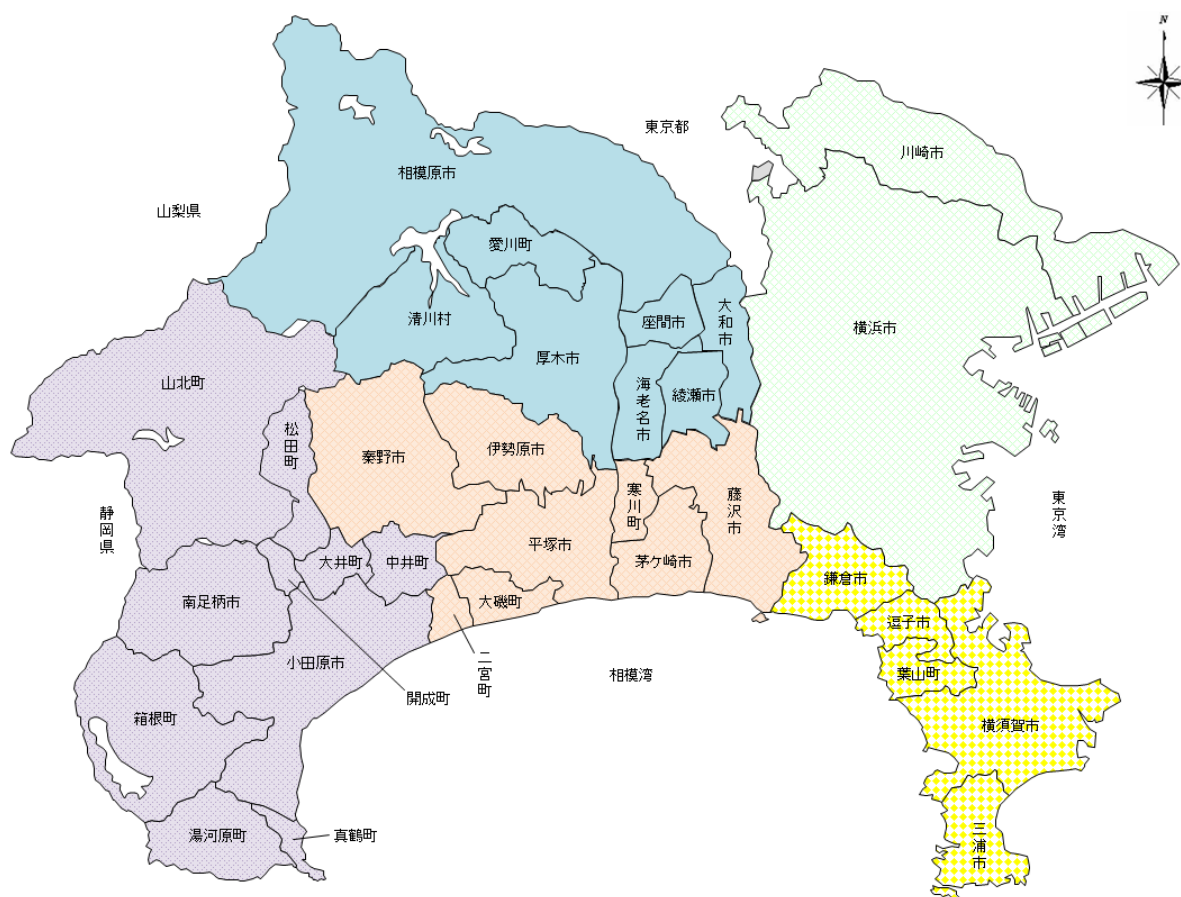 N
東京都
川崎市
相模原市
山梨県
愛川町
清川村
座間市
大和市
横浜市
厚木市
山北町
海老名市
綾瀬市
松田町
秦野市
伊勢原市
寒川町
藤沢市
静岡県
東京湾
平塚市
大井町
中井町
茅ケ崎市
鎌倉市
南足柄市
大磯町
逗子市
小田原市
二宮町
相模湾
葉山町
開成町
箱根町
横須賀市
湯河原町
真鶴町
三浦市